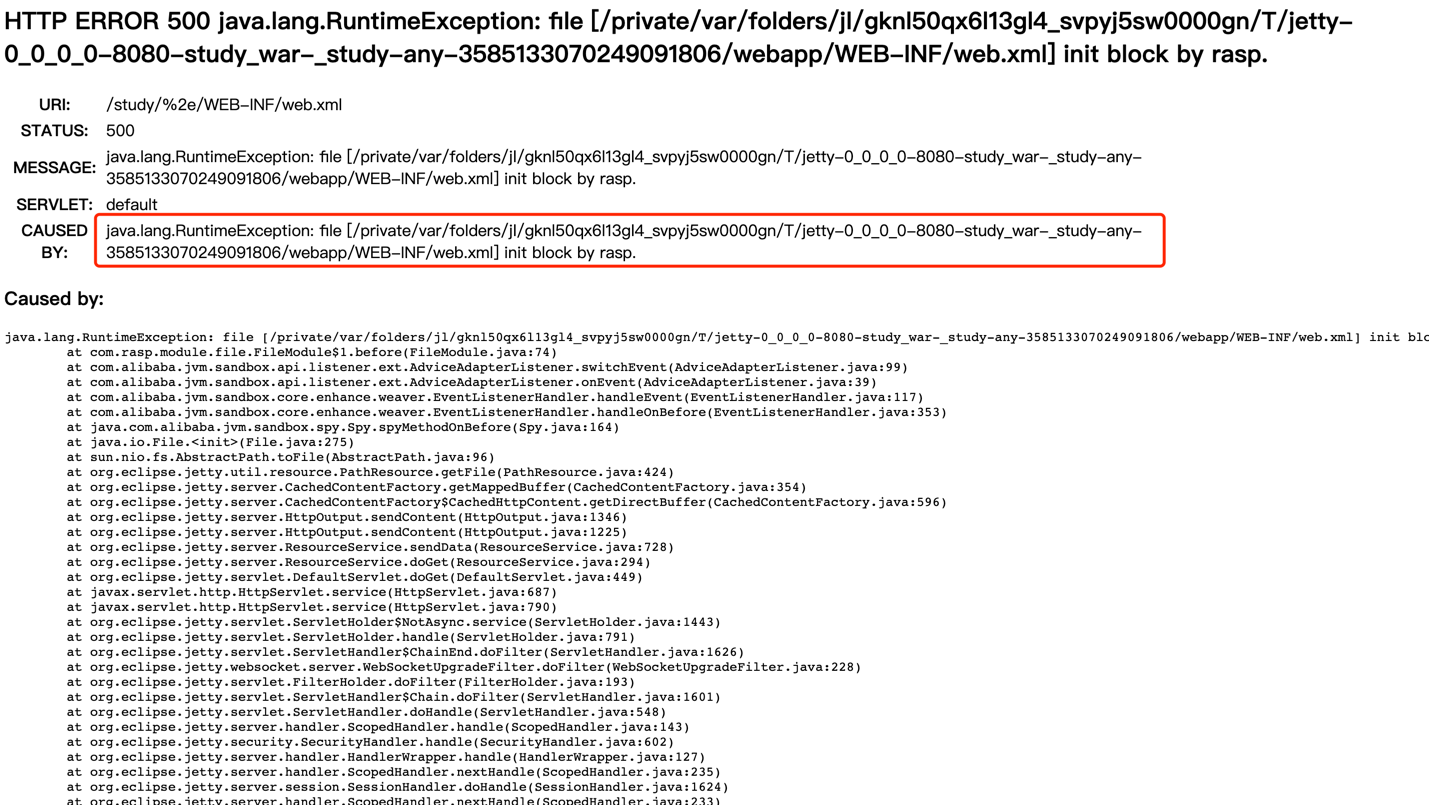 HTTP ERROR 500 java.lang.RuntimeException: file [/private/var/folders/jl/gknl50qx6l13gl4_svpyj5sw0000gn/T/jetty-
0_0_0_0-8080-study_war-_study-any-3585133070249091806/webapp/WEB-INF/web.xml] init block by rasp.
URI: /study/%2e/WEB-INF/web.xml
STATUS: 500
MESSAGE: java.lang.RuntimeException: file [/private/var/folders/jl/gknl50qx6l13gl4_svpyj5sw0000gn/T/jetty-0_0_0_0-8080-study_war-_study-any-
3585133070249091806/webapp/WEB-INF/web.xml] init block by rasp.
SERVLET: default
CAUSED BY: java.lang.RuntimeException: file [/private/var/folders/jl/gknl50qx6l13gl4_svpyj5sw0000gn/T/jetty-0_0_0_0-8080-study_war-_study-any-
3585133070249091806/webapp/WEB-INF/web.xml] init block by rasp.
Caused by:
java.lang.RuntimeException: file [/private/var/folders/jl/gknl50qx6l13gl4_svpyj5sw0000gn/T/jetty-0_0_0_0-8080-study_war-_study-any-3585133070249091806/webapp/WEB-INF/web.xml] init blo
at com.rasp.module.file.FileModule$1.before(FileModule.java:74)
at com.alibaba.jvm.sandbox.api.listener.ext.AdviceAdapterListener.switchEvent(AdviceAdapterListener.java:99)
at com.alibaba.jvm.sandbox.api.listener.ext.AdviceAdapterListener.onEvent(AdviceAdapterListener.java:39)
at com.alibaba.jvm.sandbox.core.enhance.weaver.EventListenerHandler.handleEvent(EventListenerHandler.java:117)
at com.alibaba.jvm.sandbox.core.enhance.weaver.EventListenerHandler.handleOnBefore(EventListenerHandler.java:353)
at java.com.alibaba.jvm.sandbox.spy.Spy.spyMethodOnBefore(Spy.java:164)
at java.io.File.<init>(File.java:275)
at sun.nio.fs.AbstractPath.toFile(AbstractPath.java:96)
at org.eclipse.jetty.util.resource.PathResource.getFile(PathResource.java:424)
at org.eclipse.jetty.server.CachedContentFactory.getMappedBuffer(CachedContentFactory.java:354)
at org.eclipse.jetty.server.CachedContentFactory$CachedHttpContent.getDirectBuffer(CachedContentFactory.java:596)
at org.eclipse.jetty.server.HttpOutput.sendContent(HttpOutput.java:1346)
at org.eclipse.jetty.server.HttpOutput.sendContent(HttpOutput.java:1225)
at org.eclipse.jetty.server.ResourceService.sendData(ResourceService.java:728)
at org.eclipse.jetty.server.ResourceService.doGet(ResourceService.java:294)
at org.eclipse.jetty.servlet.DefaultServlet.doGet(DefaultServlet.java:449)
at javax.servlet.http.HttpServlet.service(HttpServlet.java:687)
at javax.servlet.http.HttpServlet.service(HttpServlet.java:790)
at org.eclipse.jetty.servlet.ServletHolder$NotAsync.service(ServletHolder.java:1443)
at org.eclipse.jetty.servlet.ServletHolder.handle(ServletHolder.java:791)
at org.eclipse.jetty.servlet.ServletHandler$ChainEnd.doFilter(ServletHandler.java:1626)
at org.eclipse.jetty.websocket.server.WebSocketUpgradeFilter.doFilter(WebSocketUpgradeFilter.java:228)
at org.eclipse.jetty.servlet.FilterHolder.doFilter(FilterHolder.java:193)
at org.eclipse.jetty.servlet.ServletHandler$Chain.doFilter(ServletHandler.java:1601)
at org.eclipse.jetty.servlet.ServletHandler.doHandle(ServletHandler.java:548)
at org.eclipse.jetty.server.handler.ScopedHandler.handle(ScopedHandler.java:143)
at org.eclipse.jetty.security.SecurityHandler.handle(SecurityHandler.java:602)
at org.eclipse.jetty.server.handler.HandlerWrapper.handle(HandlerWrapper.java:127)
at org.eclipse.jetty.server.handler.ScopedHandler.nextHandle(ScopedHandler.java:235)
at org.eclipse.jetty.server.session.SessionHandler.doHandle(SessionHandler.java:1624)
at org.eclipse.jetty.server.handler.ScopedHandler.nextHandle(ScopedHandler.java:233)